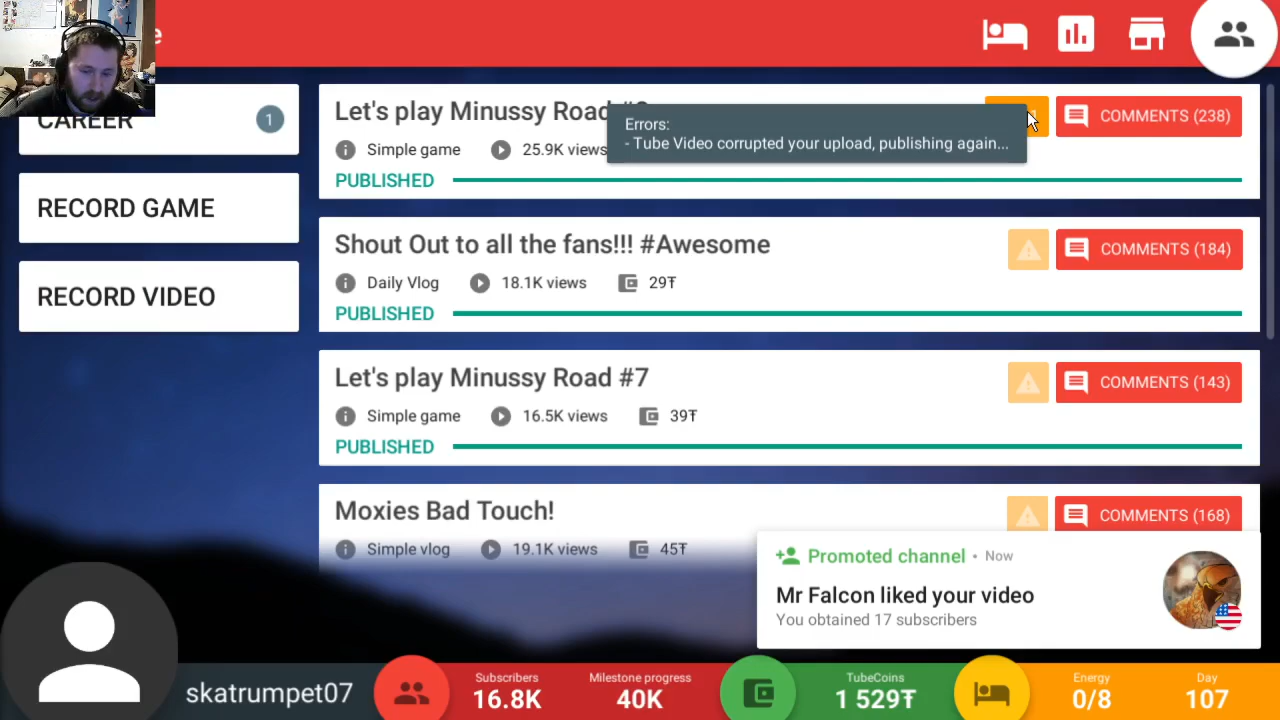 e
CAREER
1
RECORD GAME
RECORD VIDEO
Let's play Minussy Road
COMMENTS (238)
Errors:
- Tube Video corrupted your upload, publishing again...
Simple game
25.9K views
PUBLISHED
Shout Out to all the fans!!! #Awesome
COMMENTS (184)
Daily Vlog
18.1K views
29Ŧ
PUBLISHED
Let's play Minussy Road #7
COMMENTS (143)
Simple game
16.5K views
39Ŧ
PUBLISHED
Moxies Bad Touch!
COMMENTS (168)
Simple vlog
19.1K views
45Ŧ
Promoted channel • Now
Mr Falcon liked your video
You obtained 17 subscribers
skatrumpet07
Subscribers
16.8K
Milestone progress
40K
TubeCoins
1 529Ŧ
Energy
0/8
Day
107